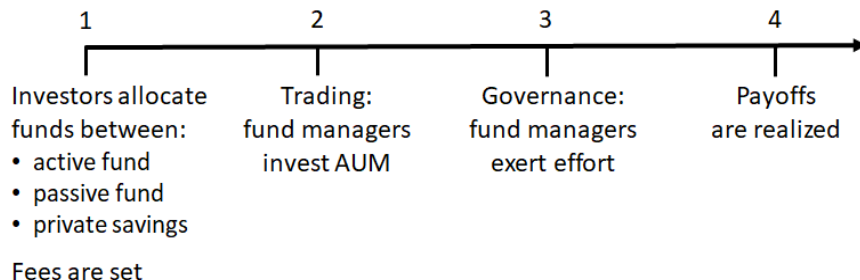 1 2 3 4
Investors allocate Trading: Governance: Payoffs
funds between: fund managers fund managers are realized
• active fund invest AUM exert effort
• passive fund
• private savings
Fees are set